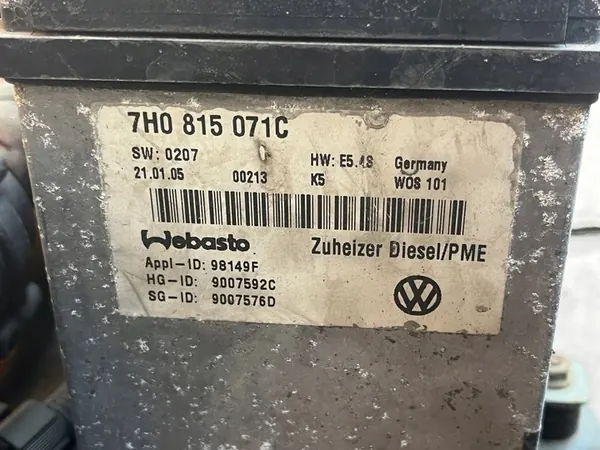 7H0 815 071C
SW: 0207 HW: E5.48 Germany
21.01.05 00213 K5 WOS 101
Webasto Zuheizer Diesel/PME
Appl-ID: 98149F
HG-ID: 9007592C
SG-ID: 9007576D